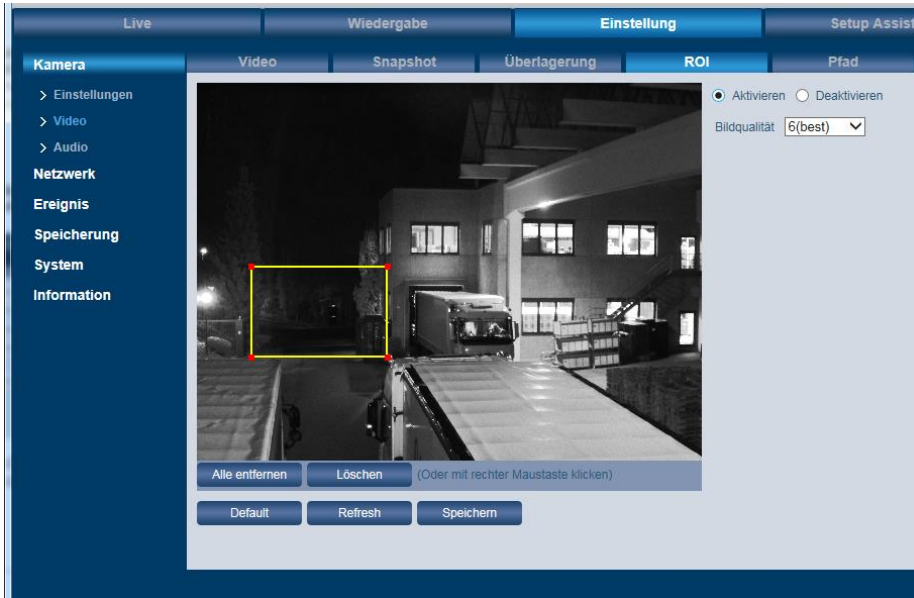 Live Wiedergabe Einstellung Setup Assist
Kamera Video Snapshot Überlagerung ROI Pfad
> Einstellungen
> Video
> Audio
Netzwerk
Ereignis
Speicherung
System
Information
Aktivieren Deaktivieren
Bildqualität 6(best)
Alle entfernen Löschen (Oder mit rechter Maustaste klicken)
Default Refresh Speichern